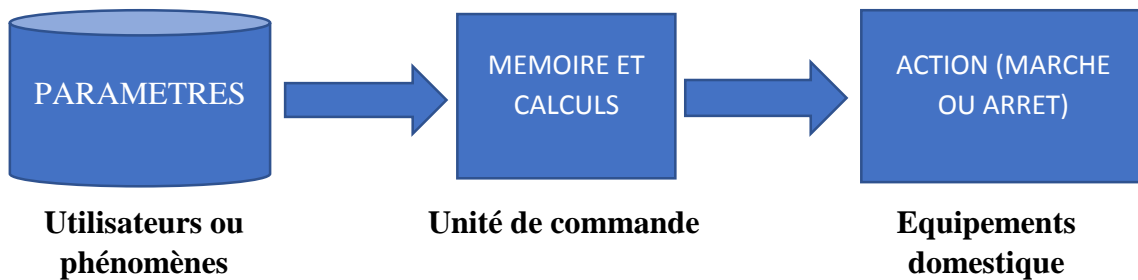 PARAMETRES
MEMOIRE ET
CALCULS
ACTION (MARCHE
OU ARRET)
Utilisateurs ou
phénomènes
Unité de commande
Equipements
domestique